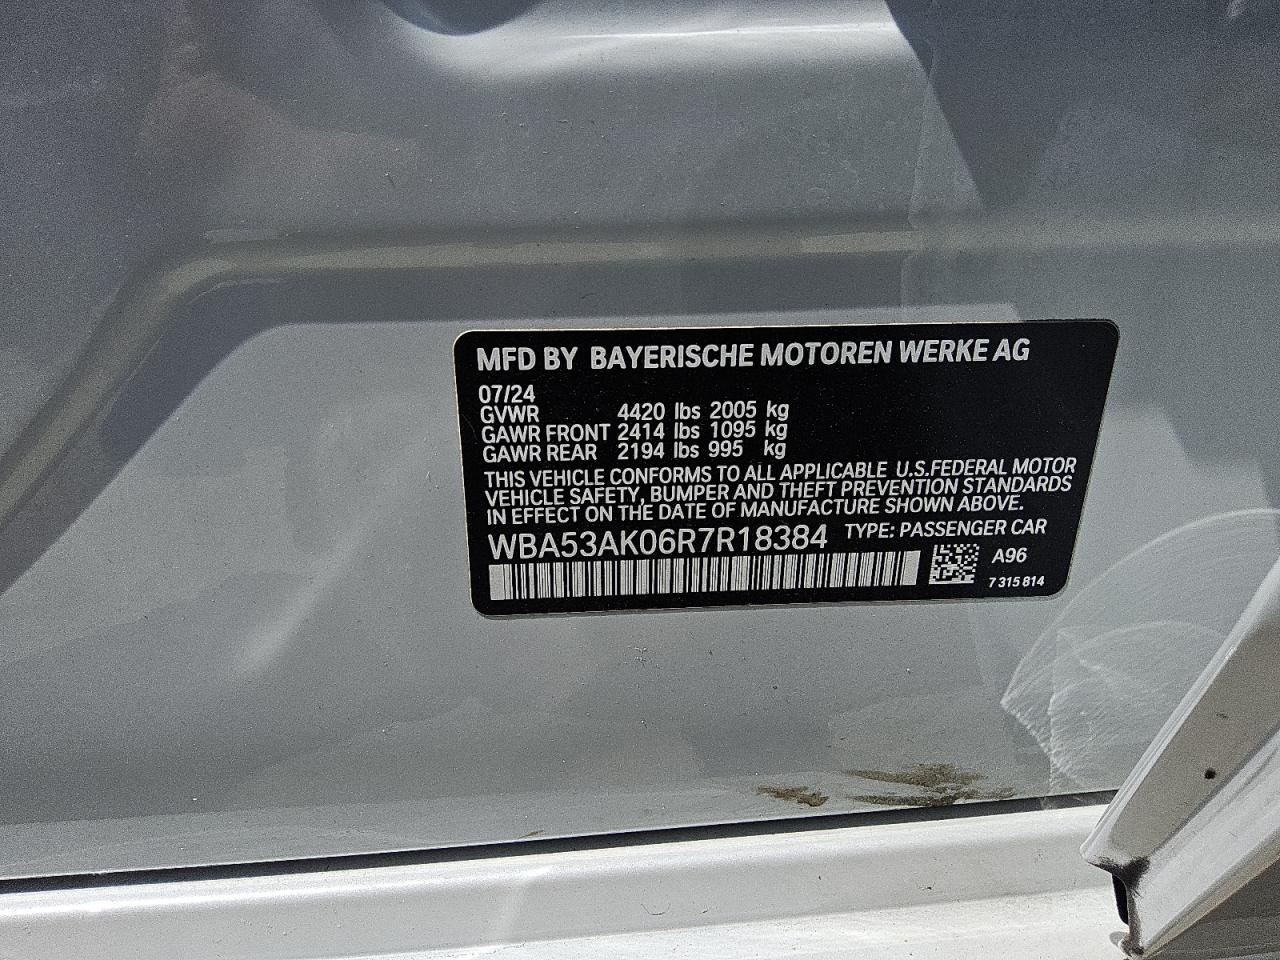 MFD BY BAYERISCHE MOTOREN WERKE AG
07/24
GVWR 4420 lbs 2005 kg
GAWR FRONT 2414 lbs 1095 kg
GAWR REAR 2194 lbs 995 kg
THIS VEHICLE CONFORMS TO ALL APPLICABLE U.S.FEDERAL MOTOR
VEHICLE SAFETY, BUMPER AND THEFT PREVENTION STANDARDS
IN EFFECT ON THE DATE OF MANUFACTURE SHOWN ABOVE.
WBA53AK06R7R18384 TYPE: PASSENGER CAR
A96
7 315 814